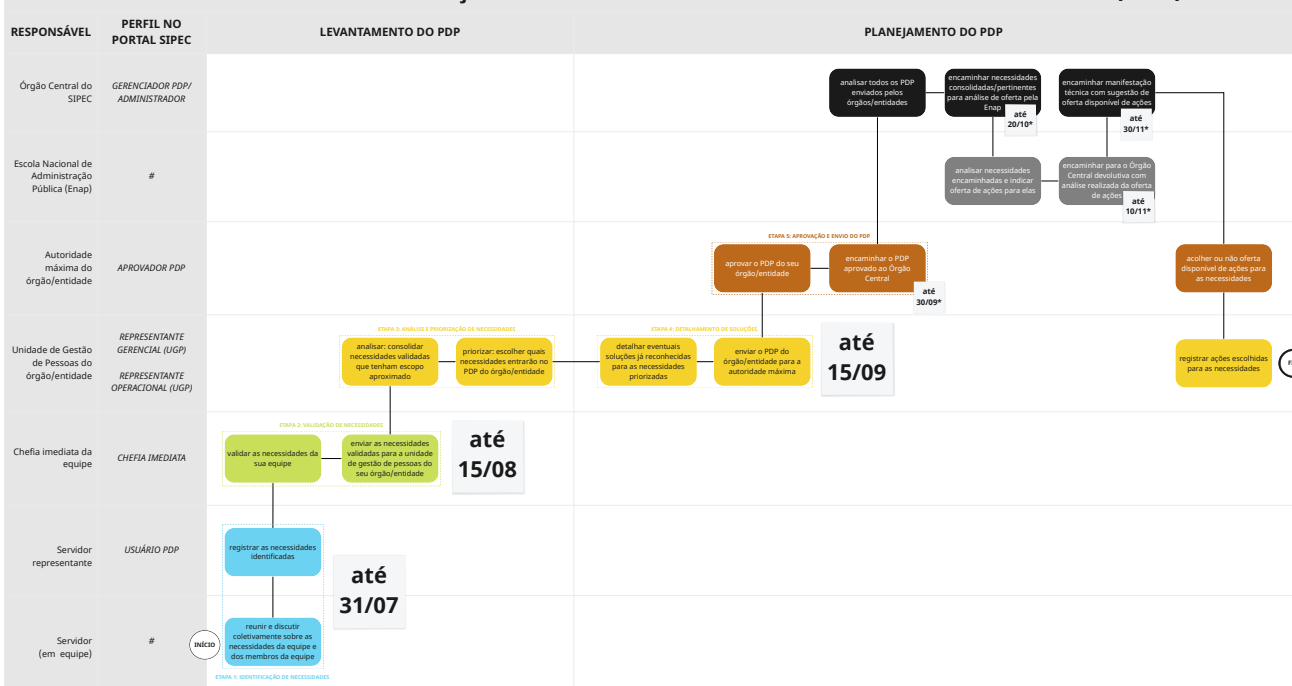 RESPONSÁVEL
PERFIL NO
PORTAL SIPEC
LEVANTAMENTO DO PDP
PLANEJAMENTO DO PDP
Órgão Central do
SIPEC
GERENCIADOR PDP/
ADMINISTRADOR
analisar todos os PDP
enviados pelos
órgãos/entidades
encaminhar necessidades
consolidadas/pertinentes
para análise de oferta pela
Enap
até
20/10*
encaminhar manifestação
técnica com sugestão de
oferta disponível de ações
até
30/11*
Escola Nacional de
Administração
Pública (Enap)
#
analisar necessidades
encaminhadas e indicar
oferta de ações para elas
encaminhar para o Órgão
Central devolutiva com
análise realizada da oferta
de ações
até
10/11*
Autoridade
máxima do
órgão/entidade
APROVADOR PDP
ETAPA 5: APROVAÇÃO E ENVIO DO PDP
aprovar o PDP do seu
órgão/entidade
encaminhar o PDP
aprovado ao Órgão
Central
até
30/09*
acolher ou não oferta
disponível de ações para
as necessidades
Unidade de Gestão
de Pessoas do
órgão/entidade
REPRESENTANTE
GERENCIAL (UGP)
REPRESENTANTE
OPERACIONAL (UGP)
ETAPA 3: ANÁLISE E PRIORIZAÇÃO DE NECESSIDADES
analisar: consolidar
necessidades validadas
que tenham escopo
aproximado
priorizar: escolher quais
necessidades entrarão no
PDP do órgão/entidade
ETAPA 4: DETALHAMENTO DE SOLUÇÕES
detalhar eventuais
soluções já reconhecidas
para as necessidades
priorizadas
enviar o PDP do
órgão/entidade para a
autoridade máxima
até
15/09
registrar ações escolhidas
para as necessidades
Chefia imediata da
equipe
CHEFIA IMEDIATA
ETAPA 2: VALIDAÇÃO DE NECESSIDADES
validar as necessidades da
sua equipe
enviar as necessidades
validadas para a unidade
de gestão de pessoas do
seu órgão/entidade
até
15/08
Servidor
representante
USUÁRIO PDP
registrar as necessidades
identificadas
até
31/07
Servidor
(em equipe)
#
INÍCIO
reunir e discutir
coletivamente sobre as
necessidades da equipe e
dos membros da equipe
ETAPA 1: IDENTIFICAÇÃO DE NECESSIDADES